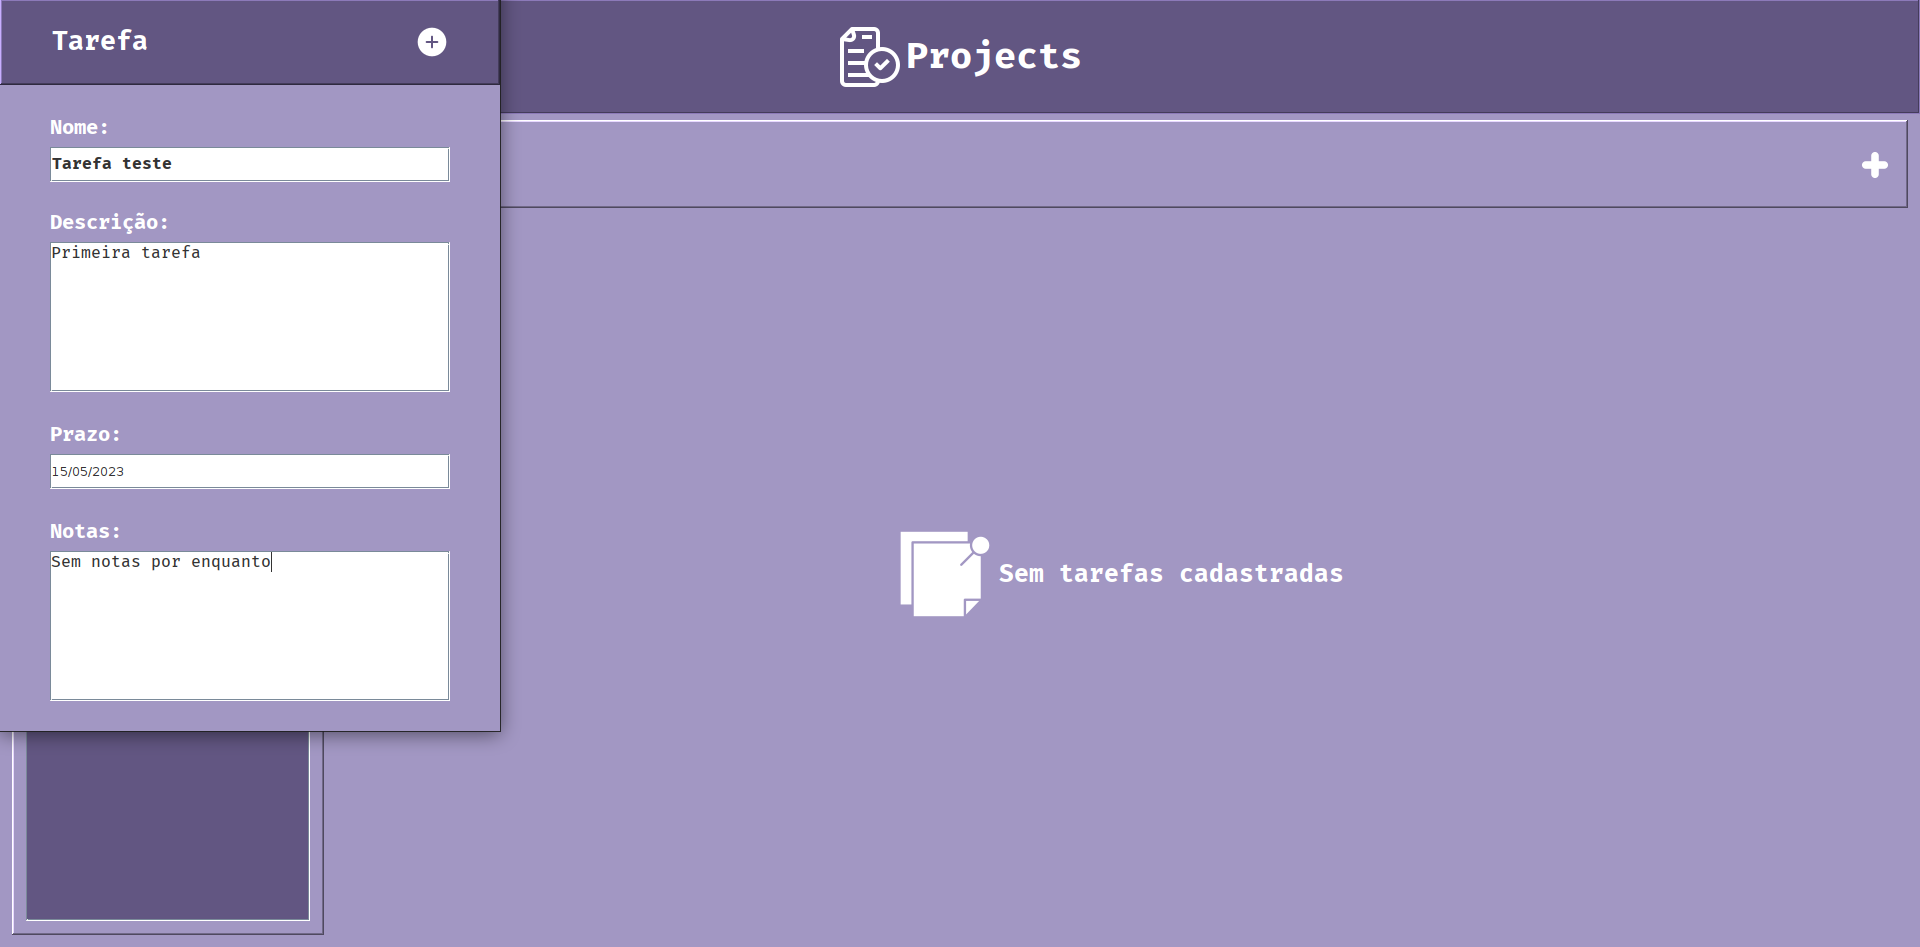 Tarefa
Projects
Nome:
Tarefa teste
Descrição:
Primeira tarefa
Prazo:
15/05/2023
Notas:
Sem notas por enquanto
Sem tarefas cadastradas